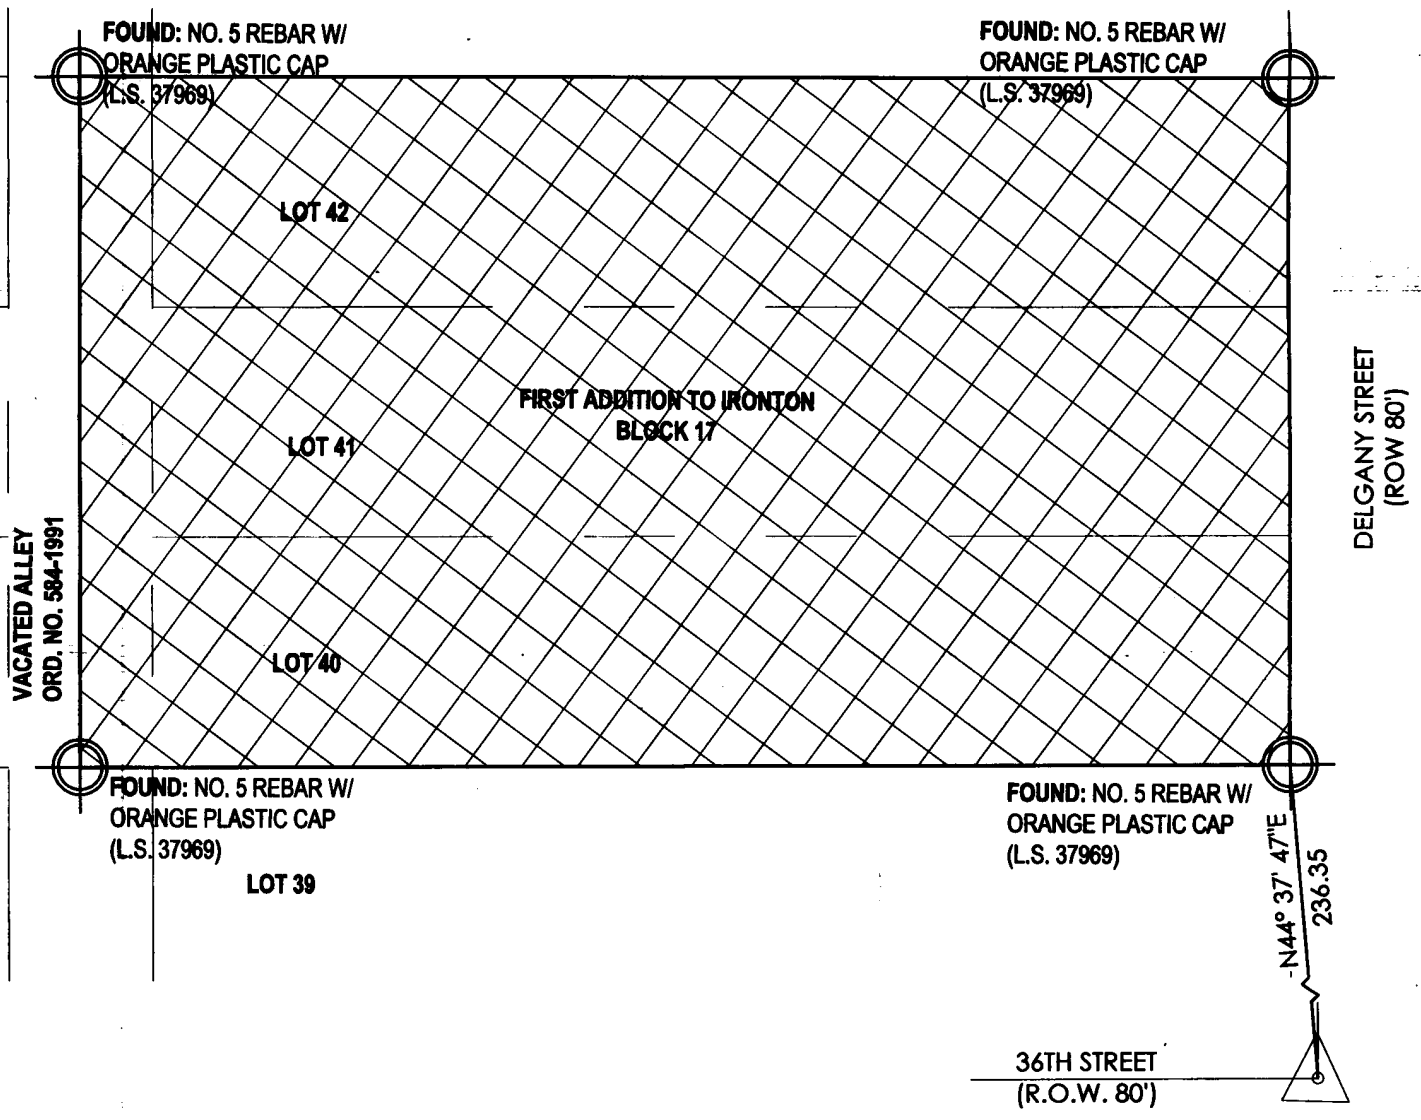 FOUND: NO. 5 REBAR W/
ORANGE PLASTIC CAP
(L.S. 37969)
FOUND: NO. 5 REBAR W/
ORANGE PLASTIC CAP
(L.S. 37969)
LOT 42
FIRST ADDITION TO IRONTON
BLOCK 17
LOT 41
DELGANY STREET
(ROW 80')
VACATED ALLEY
ORD. NO. 584-1991
LOT 40
FOUND: NO. 5 REBAR W/
ORANGE PLASTIC CAP
(L.S. 37969)
FOUND: NO. 5 REBAR W/
ORANGE PLASTIC CAP
(L.S. 37969)
LOT 39
N44° 37' 47"E
236.35
36TH STREET
(R.O.W. 80')